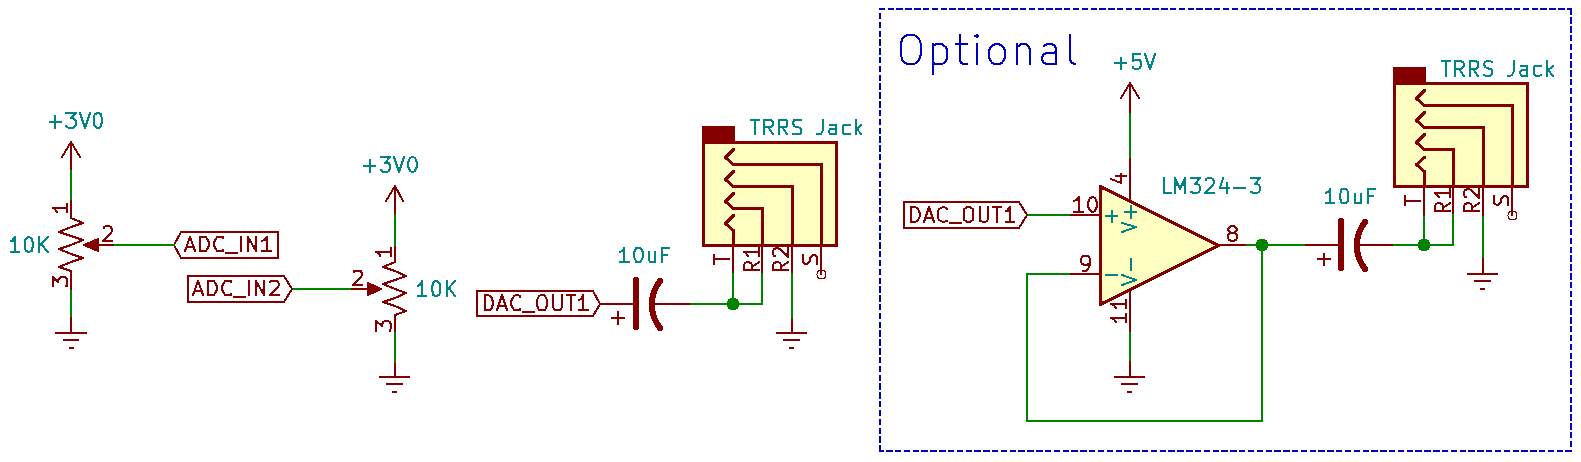 +3V0
1
10K
2
ADC_IN1
3
+3V0
1
ADC_IN2
2
10K
3
TRRS Jack
T
R1
R2
S
10uF
DAC_OUT1
+
Optional
+5V
4
LM324-3
DAC_OUT1
10
+
V+
9
-
V-
11
8
10uF
+
TRRS Jack
T
R1
R2
S